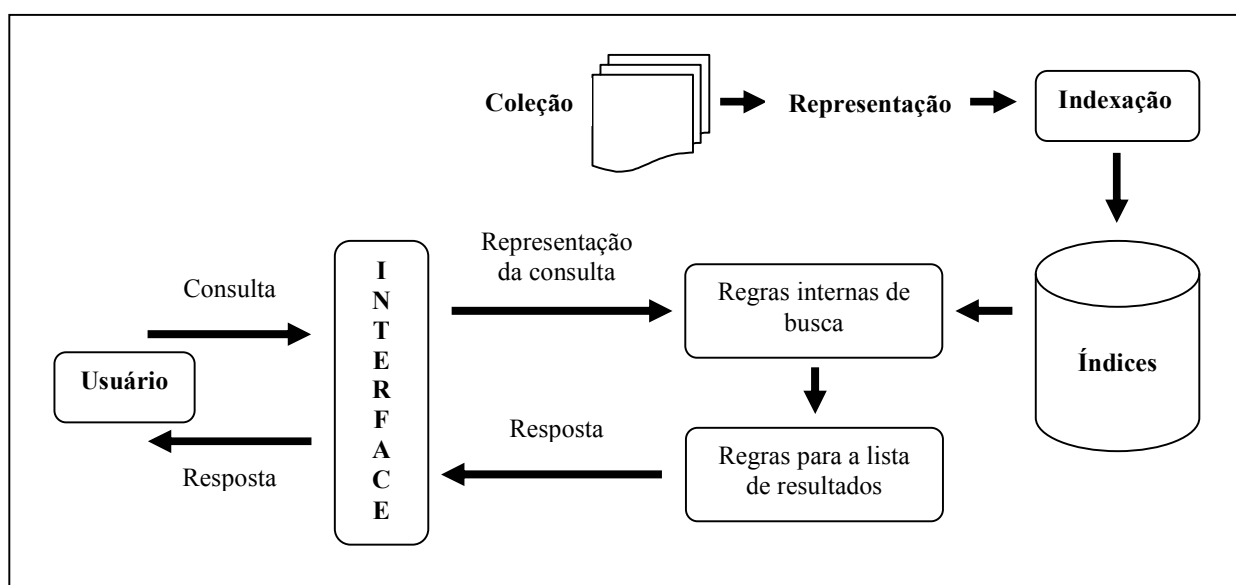 Coleção
Representação
Indexação
Consulta
Representação
da consulta
INTERFACE
Regras internas de
busca
Índices
Usuário
Resposta
Resposta
Regras para a lista
de resultados